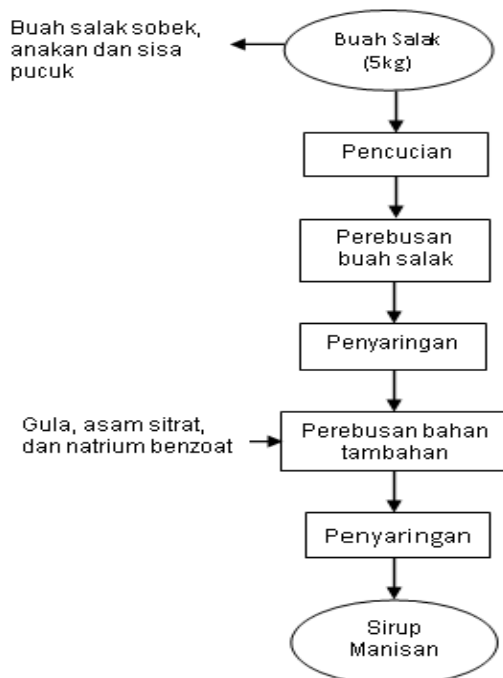 Buah salak sobek,
anakan dan sisa
pucuk
Buah Salak
(5kg)
Pencucian
Perebusan
buah salak
Penyaringan
Gula, asam sitrat,
dan natrium benzoat
Perebusan bahan
tambahan
Penyaringan
Sirup
Manisan